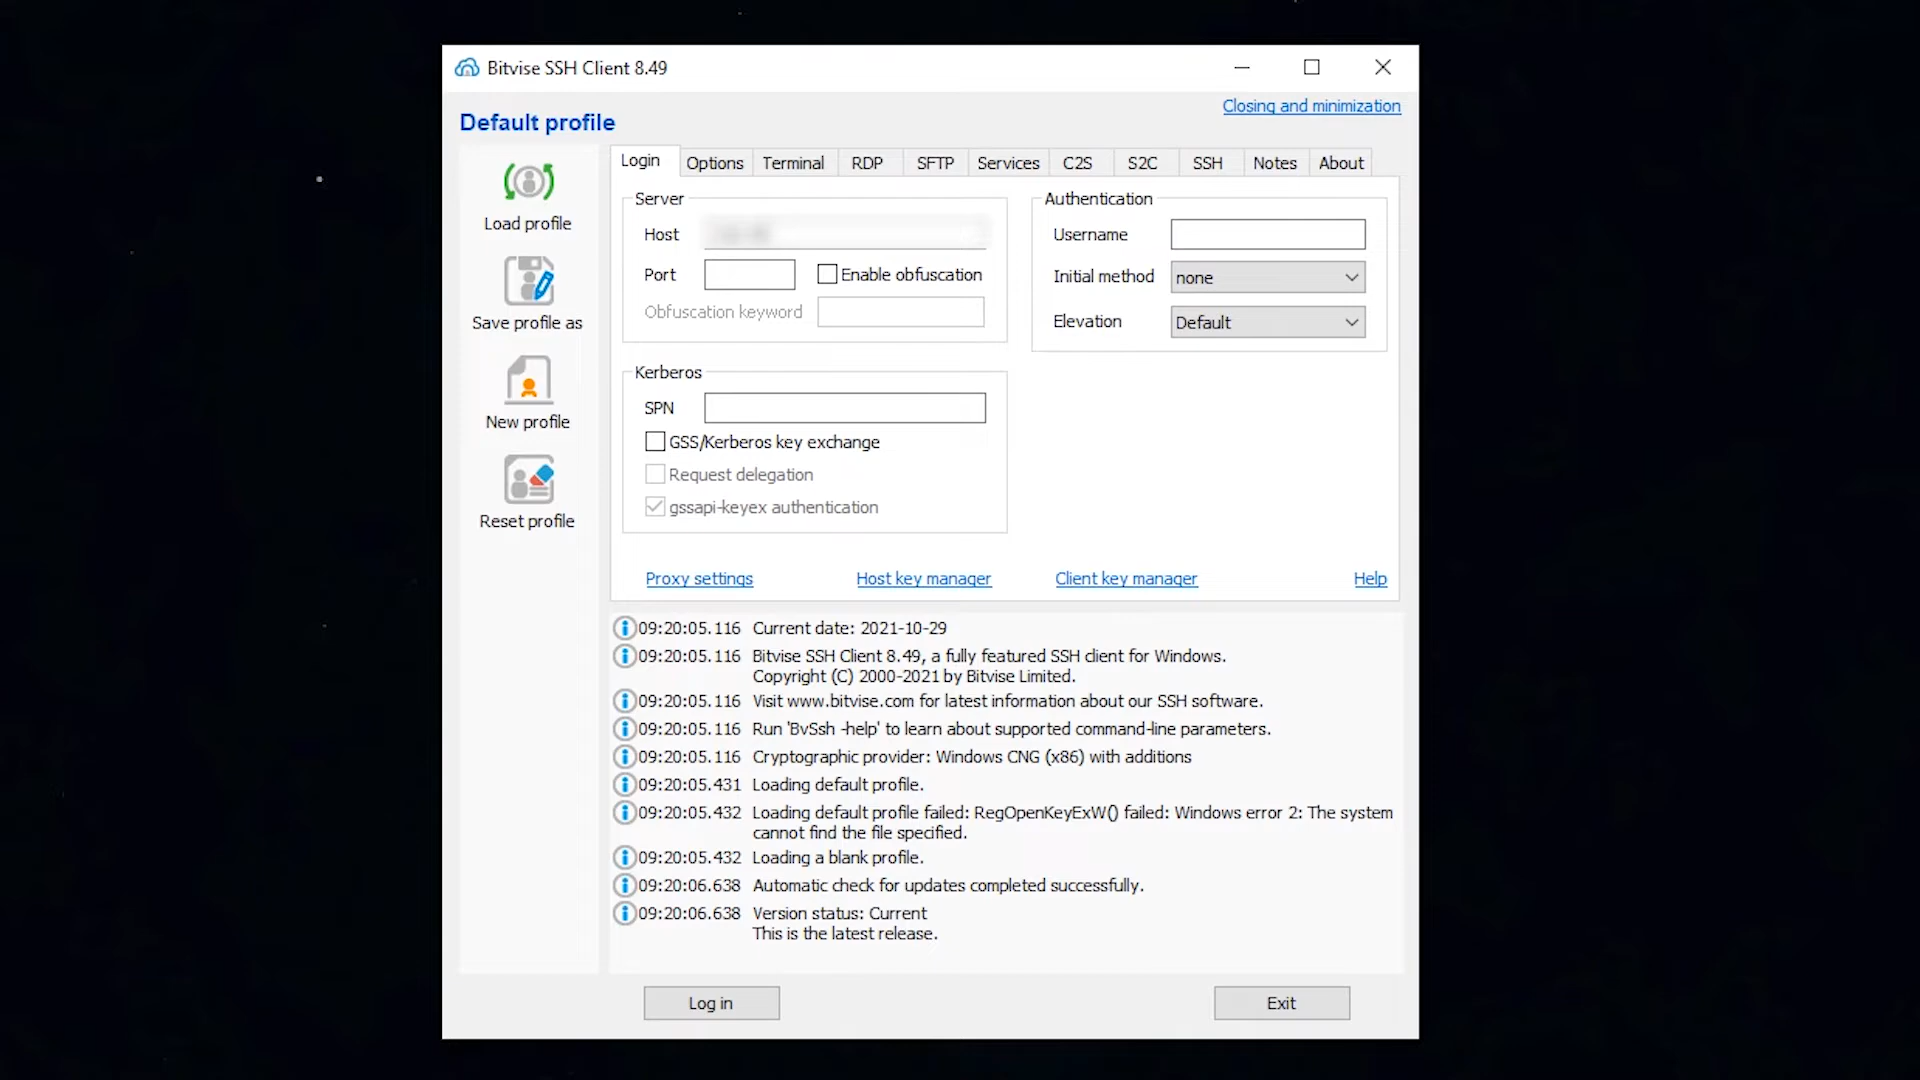 Bitvise SSH Client 8.49
Closing and minimization
Default profile
Load profile
Save profile as
New profile
Reset profile
Login Options Terminal RDP SFTP Services C2S S2C SSH Notes About
Server
Host
Port
Enable obfuscation
Obfuscation keyword
Authentication
Username
Initial method none
Elevation Default
Kerberos
SPN
GSS/Kerberos key exchange
Request delegation
gssapi-keyex authentication
Proxy settings Host key manager Client key manager Help
09:20:05.116 Current date: 2021-10-29
09:20:05.116 Bitvise SSH Client 8.49, a fully featured SSH client for Windows.
Copyright (C) 2000-2021 by Bitvise Limited.
09:20:05.116 Visit www.bitvise.com for latest information about our SSH software.
09:20:05.116 Run 'BvSsh -help' to learn about supported command-line parameters.
09:20:05.116 Cryptographic provider: Windows CNG (x86) with additions
09:20:05.431 Loading default profile.
09:20:05.432 Loading default profile failed: RegOpenKeyExW() failed: Windows error 2: The system
cannot find the file specified.
09:20:05.432 Loading a blank profile.
09:20:06.638 Automatic check for updates completed successfully.
09:20:06.638 Version status: Current
This is the latest release.
Log in Exit